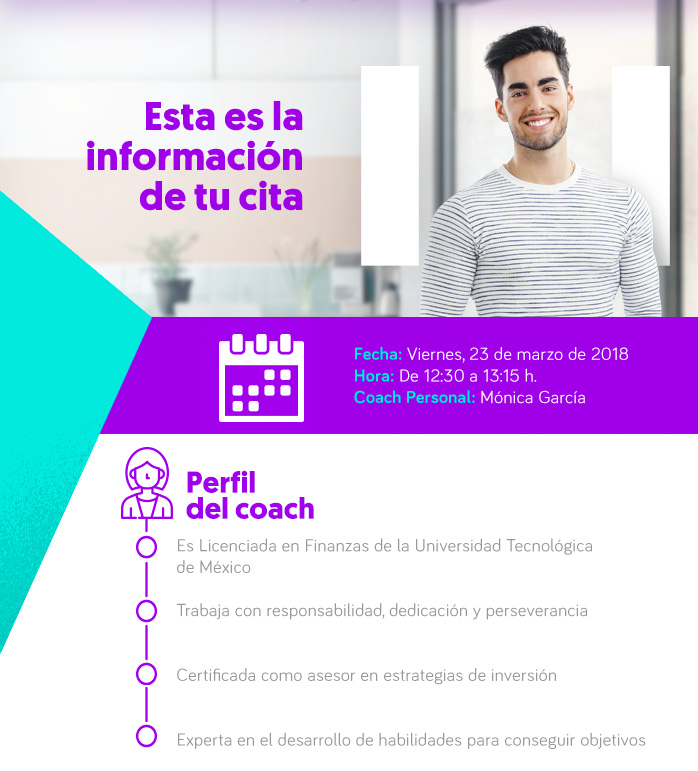 Esta es la
información
de tu cita
Fecha: Viernes, 23 de marzo de 2018
Hora: De 12:30 a 13:15 h.
Coach Personal: Mónica García
Perfil
del coach
Es Licenciada en Finanzas de la Universidad Tecnológica
de México
Trabaja con responsabilidad, dedicación y perseverancia
Certificada como asesor en estrategias de inversión
Experta en el desarrollo de habilidades para conseguir objetivos